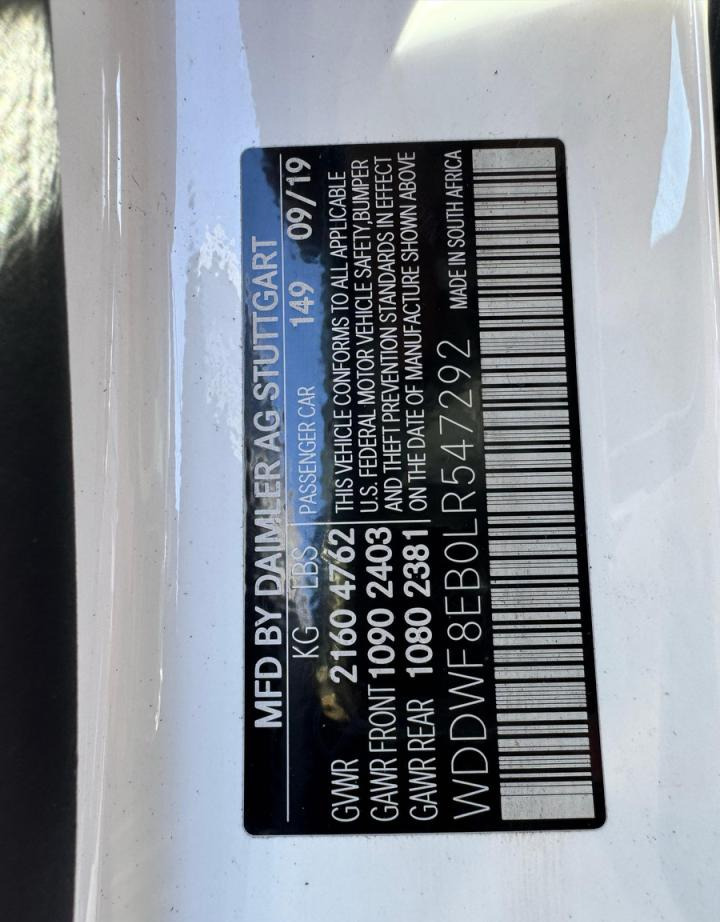 MFD BY DAIMLER AG STUTTGART
KG LBS PASSENGER CAR 149 09/19
GVWR 2160 4762 THIS VEHICLE CONFORMS TO ALL APPLICABLE
U.S. FEDERAL MOTOR VEHICLE SAFETY,BUMPER
GAWR FRONT 1090 2403 AND THEFT PREVENTION STANDARDS IN EFFECT
GAWR REAR 1080 2381 ON THE DATE OF MANUFACTURE SHOWN ABOVE
WDDWF8EB0LR547292 MADE IN SOUTH AFRICA